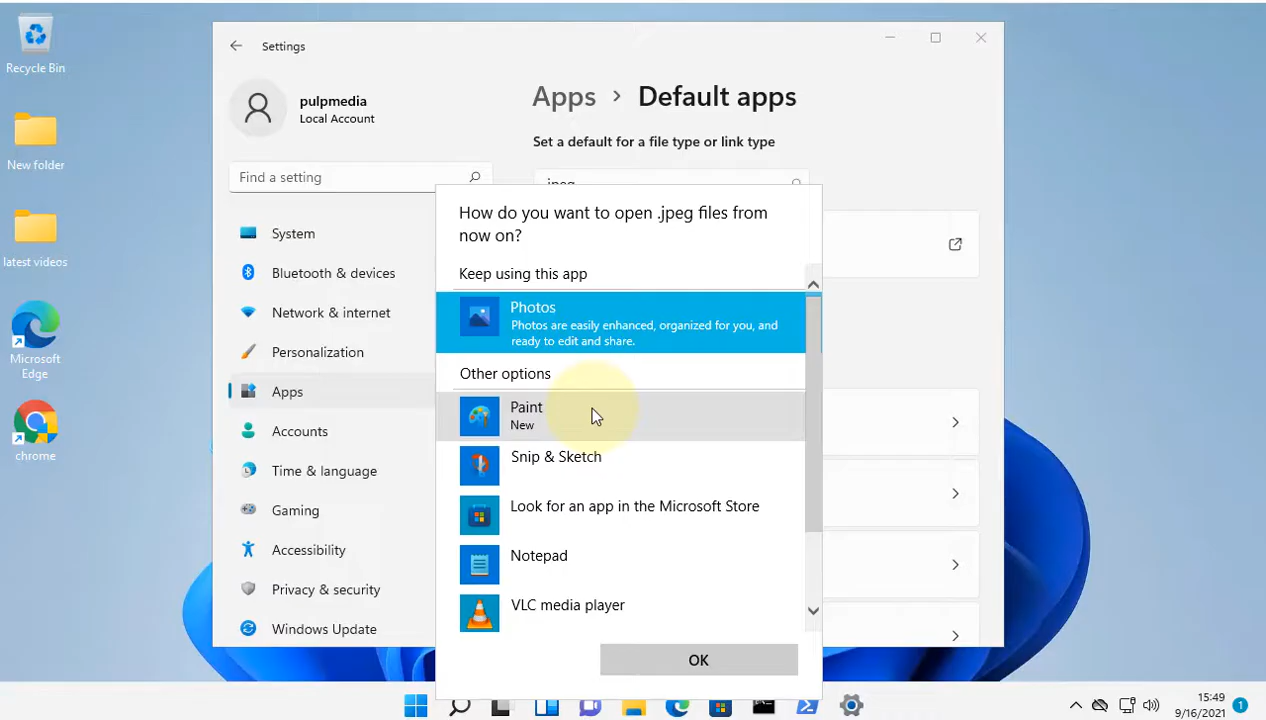 Recycle Bin
New folder
latest videos
Microsoft
Edge
chrome
Settings
pulpmedia
Local Account
Find a setting
System
Bluetooth & devices
Network & internet
Personalization
Apps
Accounts
Time & language
Gaming
Accessibility
Privacy & security
Windows Update
Apps › Default apps
Set a default for a file type or link type
jpeg
How do you want to open .jpeg files from
now on?
Keep using this app
Photos
Photos are easily enhanced, organized for you, and
ready to edit and share.
Other options
Paint
New
Snip & Sketch
Look for an app in the Microsoft Store
Notepad
VLC media player
OK
15:49
9/16/2021
1